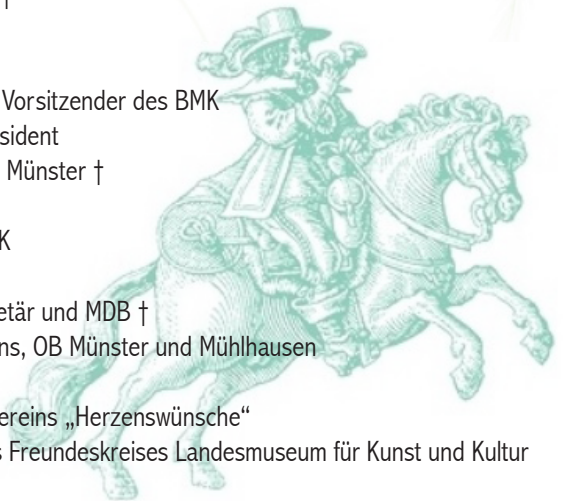 †
Vorsitzender des BMK
sident
Münster †
K
etär und MDB †
ns, OB Münster und Mühlhausen
ereins „Herzenswünsche“
s Freundeskreises Landesmuseum für Kunst und Kultur